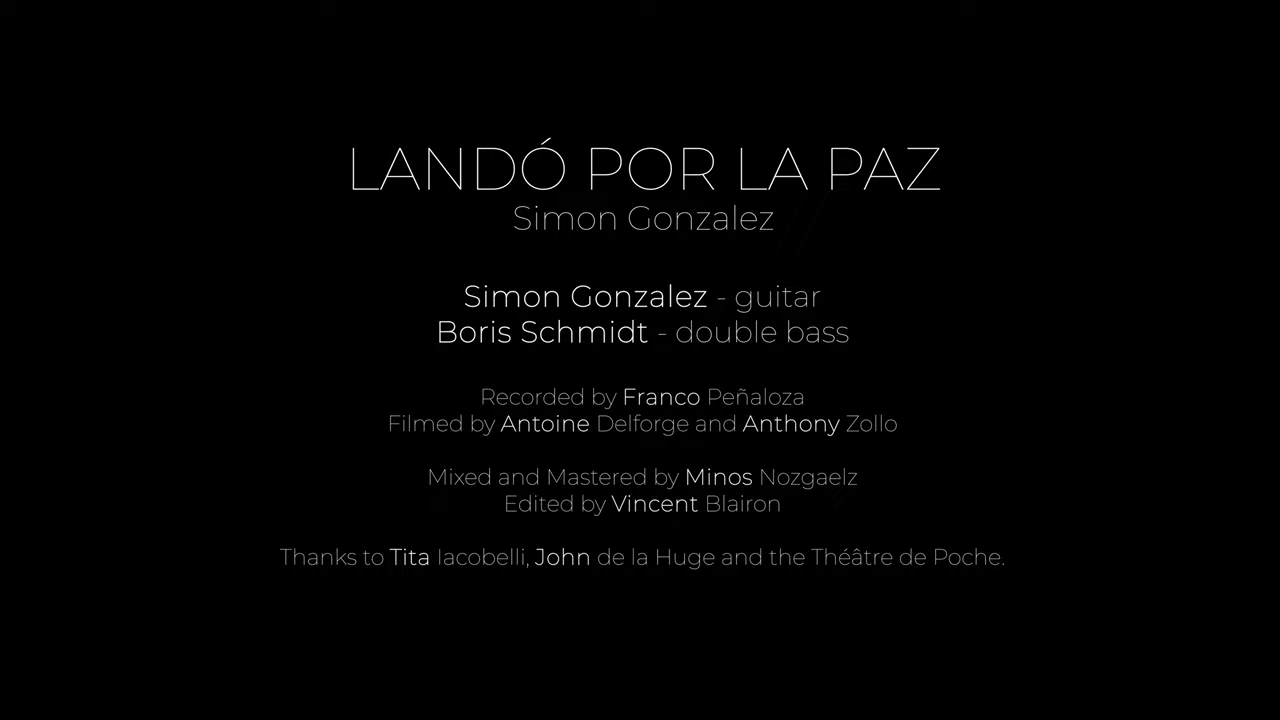 LANDÓ POR LA PAZ
Simon Gonzalez
Simon Gonzalez - guitar
Boris Schmidt - double bass
Recorded by Franco Peñaloza
Filmed by Antoine Delforge and Anthony Zollo
Mixed and Mastered by Minos Nozgaelz
Edited by Vincent Blairon
Thanks to Tita Iacobelli, John de la Huge and the Théâtre de Poche.